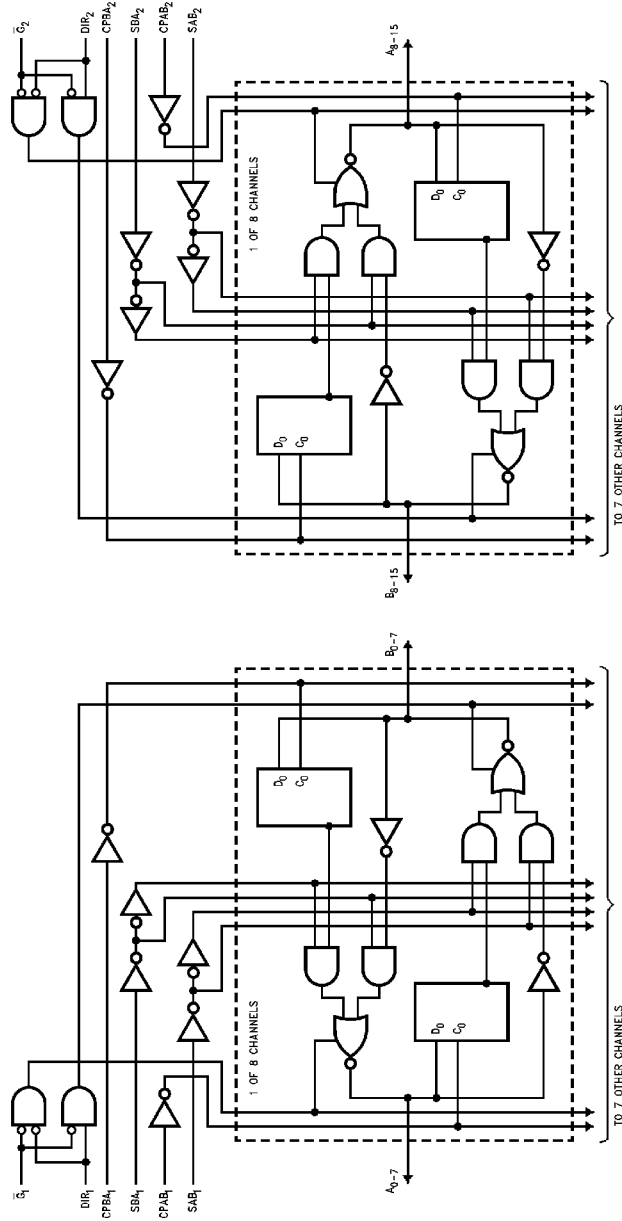 G̅2
DIR2
CPBA2
SBA2
CPAB2
SAB2
1 OF 8 CHANNELS
A8–15
D0
C0
D0
C0
B8–15
TO 7 OTHER CHANNELS
G̅1
DIR1
CPBA1
SBA1
CPAB1
SAB1
1 OF 8 CHANNELS
B0–7
D0
C0
D0
C0
A0–7
TO 7 OTHER CHANNELS